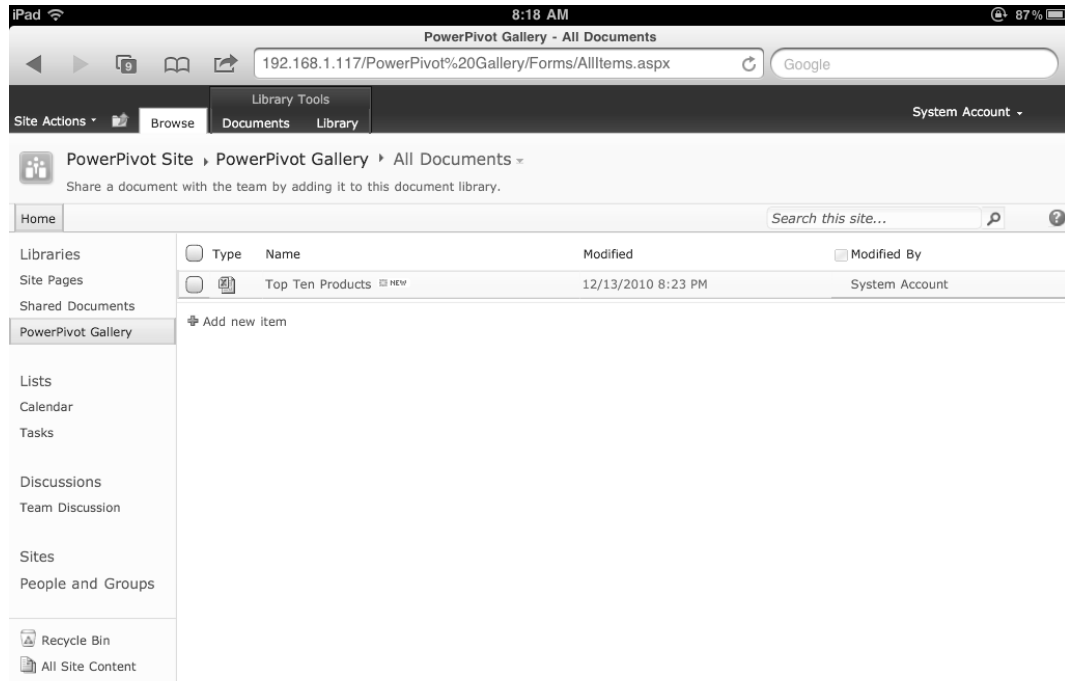 iPad 8:18 AM 87%
PowerPivot Gallery - All Documents
9 192.168.1.117/PowerPivot%20Gallery/Forms/AllItems.aspx Google
Library Tools
Site Actions Browse Documents Library System Account
PowerPivot Site PowerPivot Gallery All Documents
Share a document with the team by adding it to this document library.
Home Search this site... ?
Libraries Type Name Modified Modified By
Site Pages Top Ten Products NEW 12/13/2010 8:23 PM System Account
Shared Documents
Add new item
PowerPivot Gallery
Lists
Calendar
Tasks
Discussions
Team Discussion
Sites
People and Groups
Recycle Bin
All Site Content